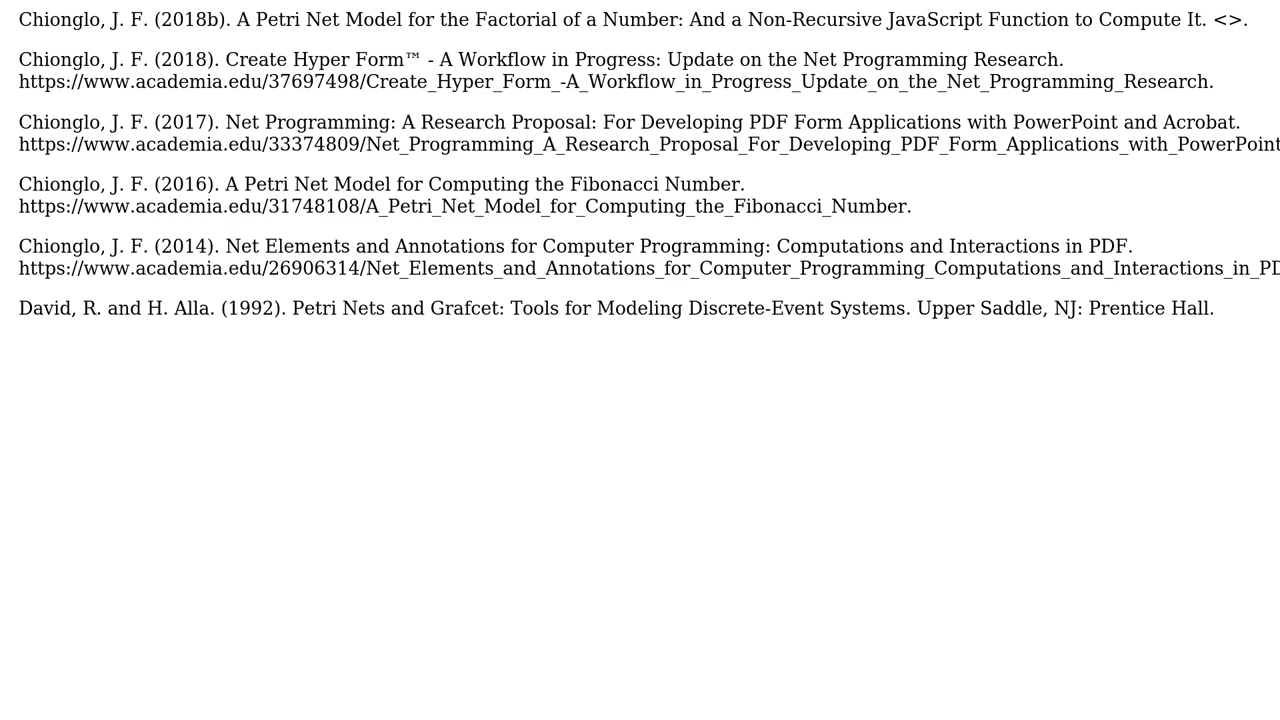 Chionglo, J. F. (2018b). A Petri Net Model for the Factorial of a Number: And a Non-Recursive JavaScript Function to Compute It. <>.
Chionglo, J. F. (2018). Create Hyper Form™ - A Workflow in Progress: Update on the Net Programming Research.
https://www.academia.edu/37697498/Create_Hyper_Form_-A_Workflow_in_Progress_Update_on_the_Net_Programming_Research.
Chionglo, J. F. (2017). Net Programming: A Research Proposal: For Developing PDF Form Applications with PowerPoint and Acrobat.
https://www.academia.edu/33374809/Net_Programming_A_Research_Proposal_For_Developing_PDF_Form_Applications_with_PowerPoint
Chionglo, J. F. (2016). A Petri Net Model for Computing the Fibonacci Number.
https://www.academia.edu/31748108/A_Petri_Net_Model_for_Computing_the_Fibonacci_Number.
Chionglo, J. F. (2014). Net Elements and Annotations for Computer Programming: Computations and Interactions in PDF.
https://www.academia.edu/26906314/Net_Elements_and_Annotations_for_Computer_Programming_Computations_and_Interactions_in_PD
David, R. and H. Alla. (1992). Petri Nets and Grafcet: Tools for Modeling Discrete-Event Systems. Upper Saddle, NJ: Prentice Hall.